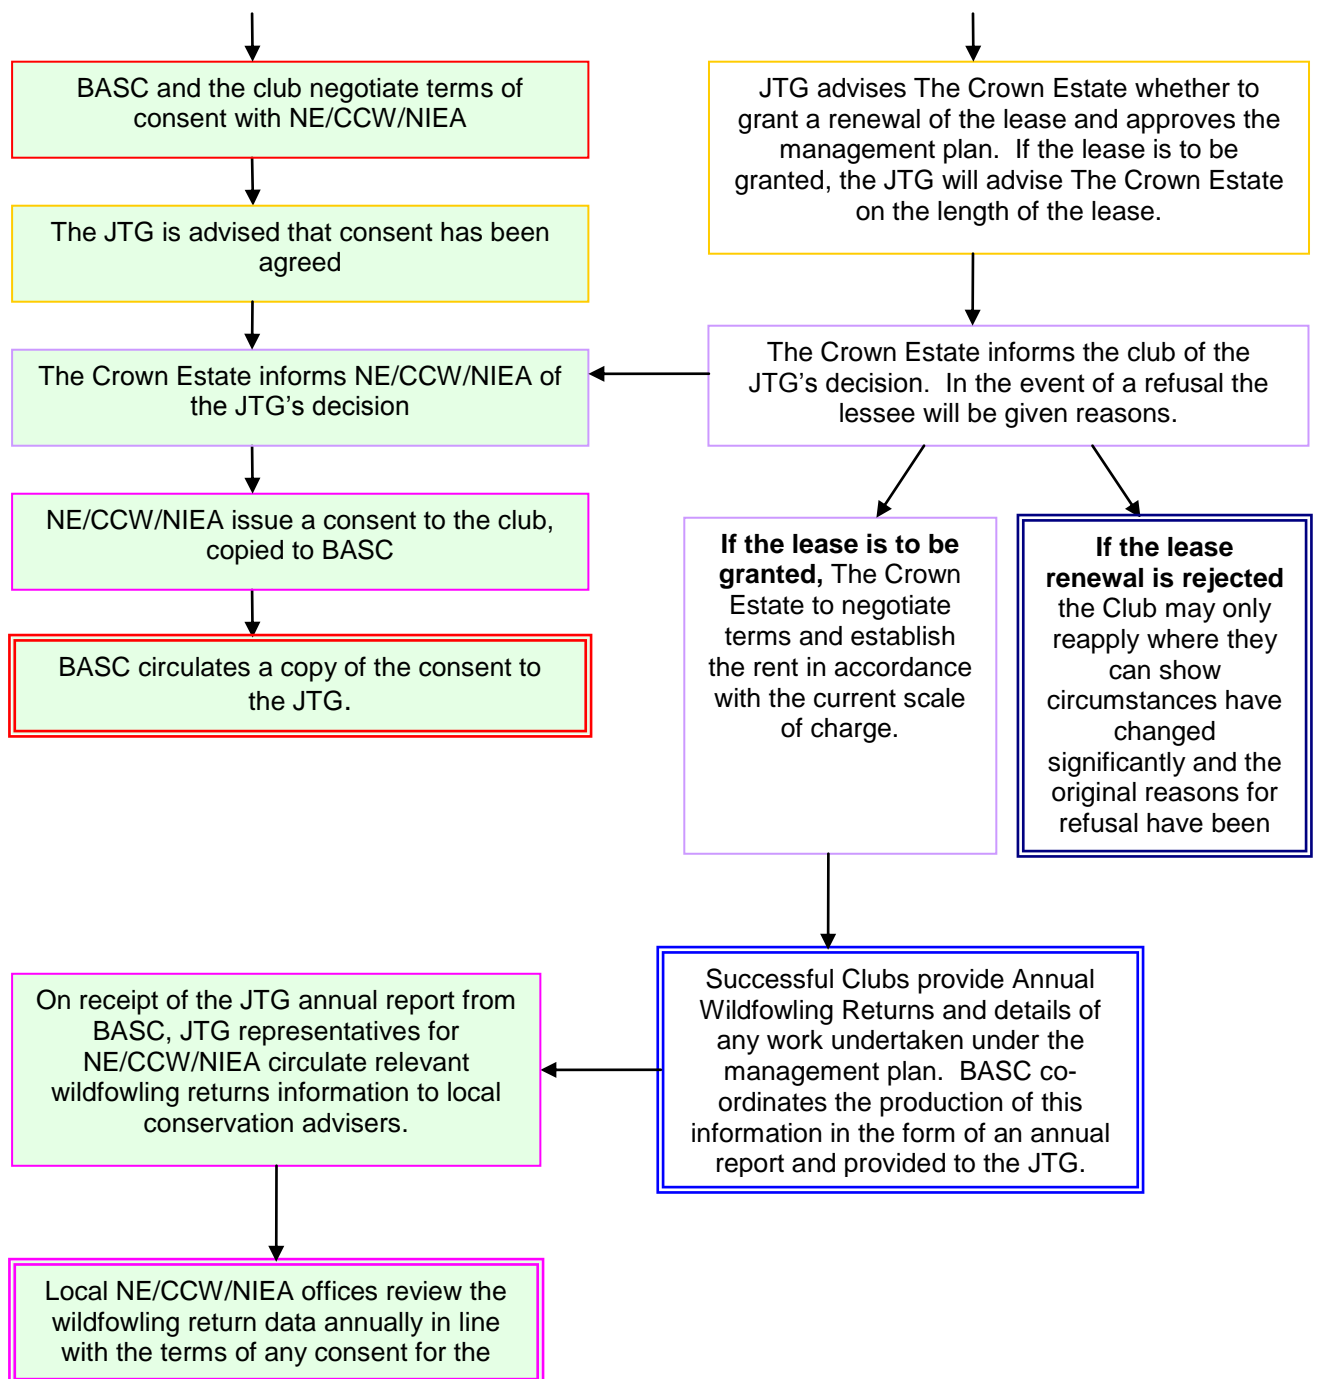 BASC and the club negotiate terms of
consent with NE/CCW/NIEA
JTG advises The Crown Estate whether to
grant a renewal of the lease and approves the
management plan.  If the lease is to be
granted, the JTG will advise The Crown Estate
on the length of the lease.
The JTG is advised that consent has been
agreed
The Crown Estate informs NE/CCW/NIEA of
the JTG’s decision
The Crown Estate informs the club of the
JTG’s decision.  In the event of a refusal the
lessee will be given reasons.
NE/CCW/NIEA issue a consent to the club,
copied to BASC
BASC circulates a copy of the consent to
the JTG.
If the lease is to be
granted, The Crown
Estate to negotiate
terms and establish
the rent in accordance
with the current scale
of charge.
If the lease
renewal is rejected
the Club may only
reapply where they
can show
circumstances have
changed
significantly and the
original reasons for
refusal have been
On receipt of the JTG annual report from
BASC, JTG representatives for
NE/CCW/NIEA circulate relevant
wildfowling returns information to local
conservation advisers.
Successful Clubs provide Annual
Wildfowling Returns and details of
any work undertaken under the
management plan.  BASC co-
ordinates the production of this
information in the form of an annual
report and provided to the JTG.
Local NE/CCW/NIEA offices review the
wildfowling return data annually in line
with the terms of any consent for the